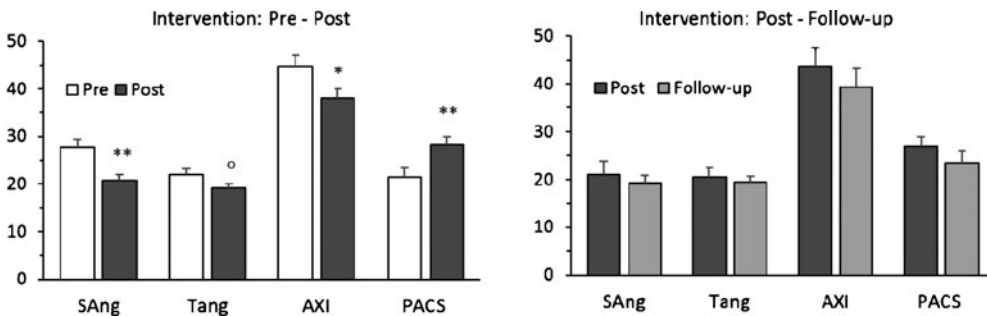 Intervention: Pre - Post
50
40
30
20
10
0
Pre Post
**
o
*
**
SAng Tang AXI PACS
Intervention: Post - Follow-up
50
40
30
20
10
0
Post Follow-up
SAng Tang AXI PACS